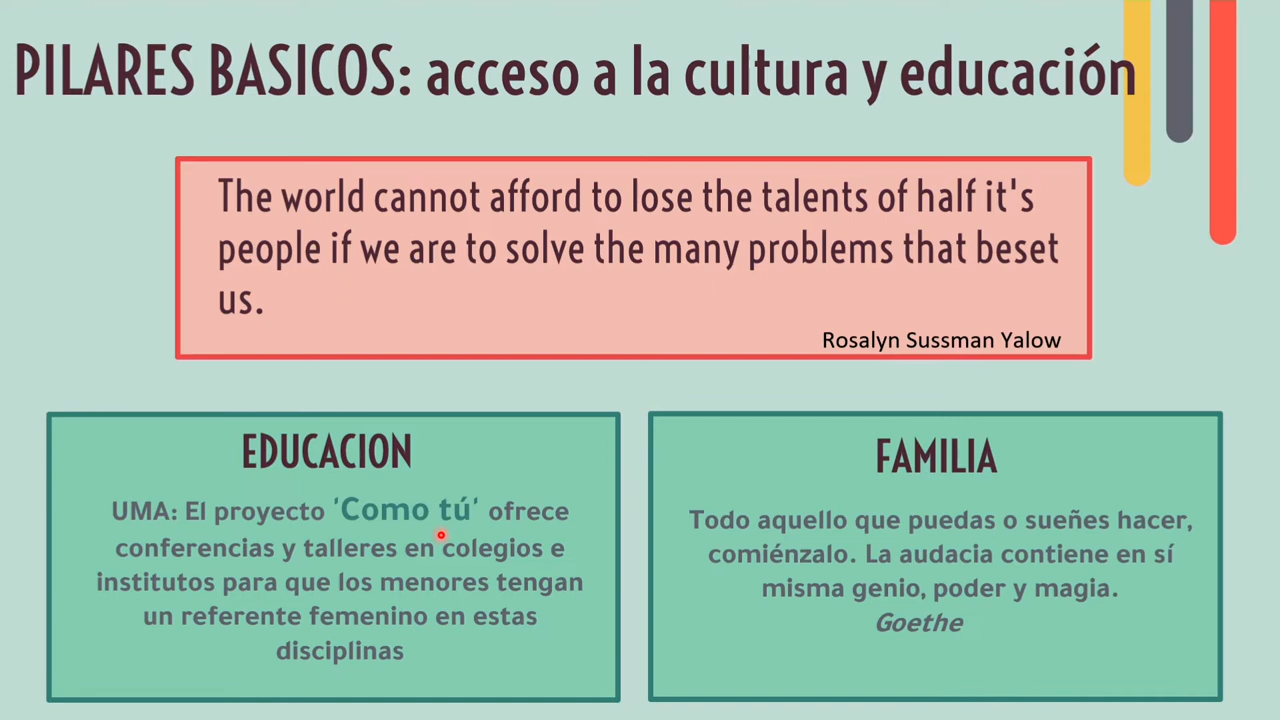 PILARES BASICOS: acceso a la cultura y educación
The world cannot afford to lose the talents of half it's
people if we are to solve the many problems that beset
us.
Rosalyn Sussman Yalow
EDUCACION
UMA: El proyecto 'Como tú' ofrece
conferencias y talleres en colegios e
institutos para que los menores tengan
un referente femenino en estas
disciplinas
FAMILIA
Todo aquello que puedas o sueñes hacer,
comiénzalo. La audacia contiene en sí
misma genio, poder y magia.
Goethe